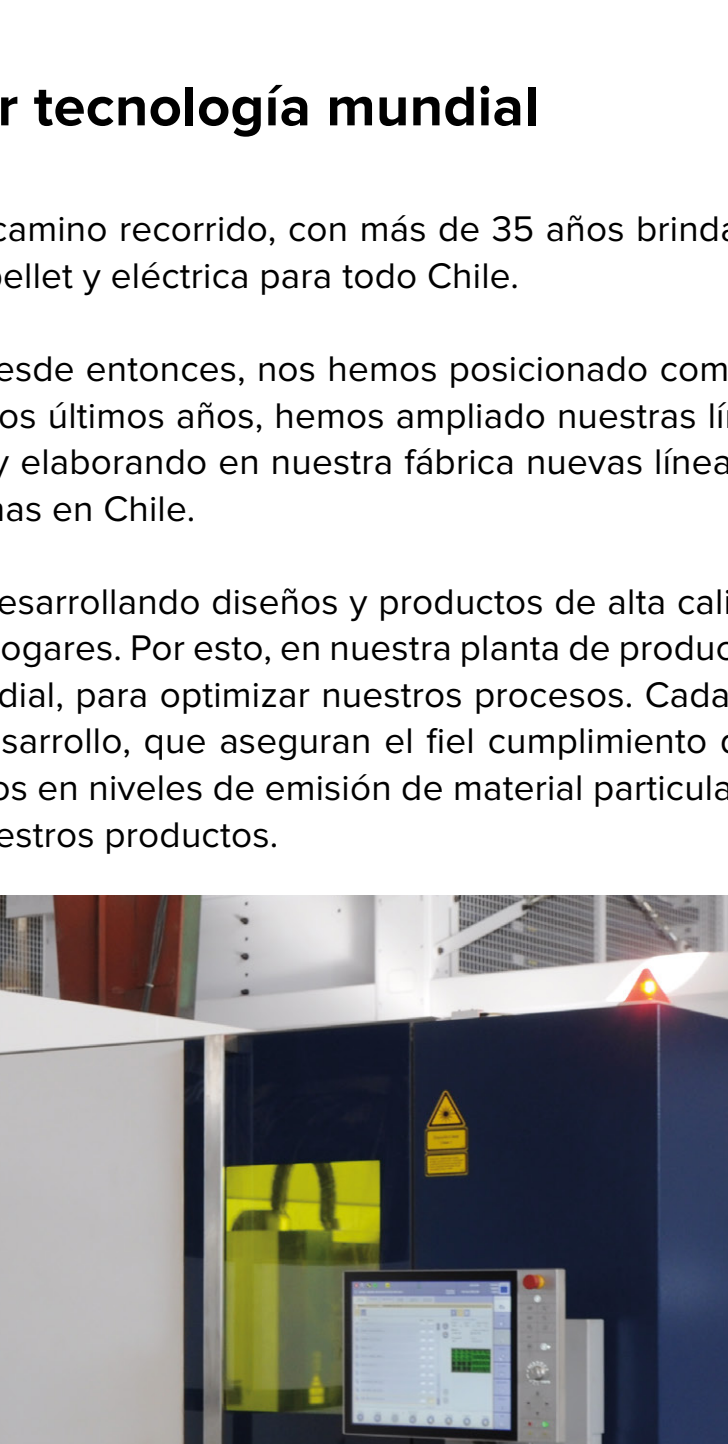 r tecnología mundial
camino recorrido, con más de 35 años brinda
pellet y eléctrica para todo Chile.
esde entonces, nos hemos posicionado com
os últimos años, hemos ampliado nuestras lí
y elaborando en nuestra fábrica nuevas línea
nas en Chile.
esarrollando diseños y productos de alta cali
ogares. Por esto, en nuestra planta de produc
dial, para optimizar nuestros procesos. Cada
sarrollo, que aseguran el fiel cumplimiento
os en niveles de emisión de material particula
estros productos.